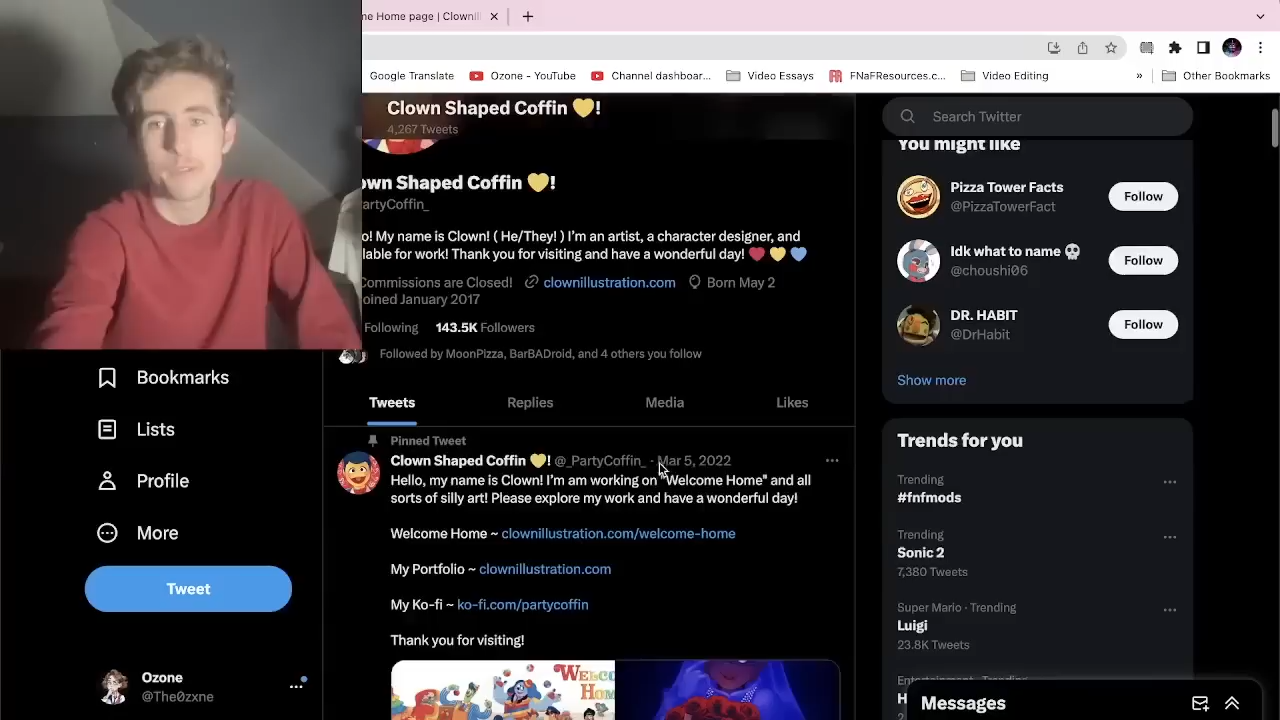 ne Home page | Clowni
Google Translate
Ozone - YouTube
Channel dashboar...
Video Essays
FNaFResources.c...
Video Editing
»
Other Bookmarks
Clown Shaped Coffin 💛!
4,267 Tweets
own Shaped Coffin 💛!
artyCoffin_
o! My name is Clown! ( He/They! ) I'm an artist, a character designer, and
lable for work! Thank you for visiting and have a wonderful day! ❤️ 💛 💙
Commissions are Closed! clownillustration.com Born May 2
oined January 2017
Following 143.5K Followers
Followed by MoonPizza, BarBADroid, and 4 others you follow
Tweets Replies Media Likes
Pinned Tweet
Clown Shaped Coffin 💛! @_PartyCoffin_ · Mar 5, 2022
Hello, my name is Clown! I'm am working on "Welcome Home" and all
sorts of silly art! Please explore my work and have a wonderful day!
Welcome Home ~ clownillustration.com/welcome-home
My Portfolio ~ clownillustration.com
My Ko-fi ~ ko-fi.com/partycoffin
Thank you for visiting!
Bookmarks
Lists
Profile
More
Tweet
Ozone
@The0zxne
Search Twitter
You might like
Pizza Tower Facts
@PizzaTowerFact
Follow
Idk what to name 💀
@choushi06
Follow
DR. HABIT
@DrHabit
Follow
Show more
Trends for you
Trending
#fnfmods
Trending
Sonic 2
7,380 Tweets
Super Mario · Trending
Luigi
23.8K Tweets
Entertainment · Trending
Messages